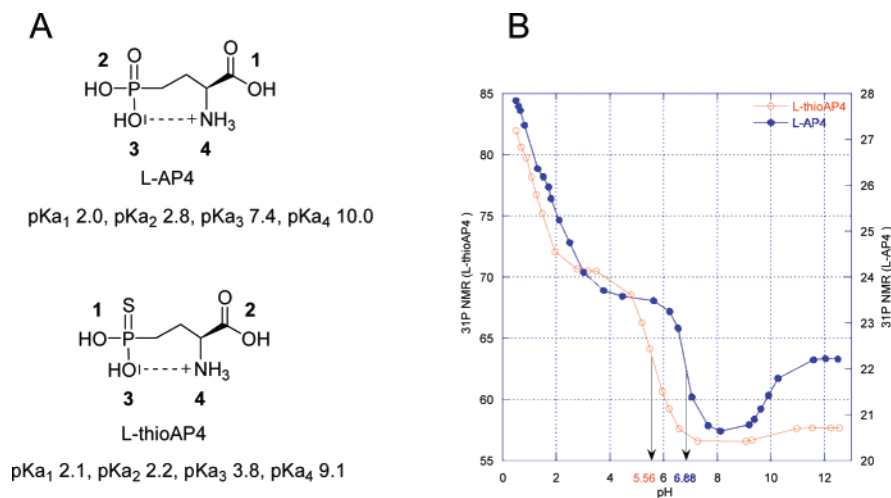 A
2
O
1
O
HO
P
OH
HO
+
NH3
3
4
L-AP4
pKa1 2.0, pKa2 2.8, pKa3 7.4, pKa4 10.0
1
S
O
2
HO
P
OH
HO
+
NH3
3
4
L-thioAP4
pKa1 2.1, pKa2 2.2, pKa3 3.8, pKa4 9.1
B
L-thioAP4
L-AP4
31P NMR (L-thioAP4 )
85
80
75
70
65
60
55
28
27
26
25
24
23
22
21
20
31P NMR (L-AP4 )
0 2 4 5.56 6 6.88 8 10 12 14
pH